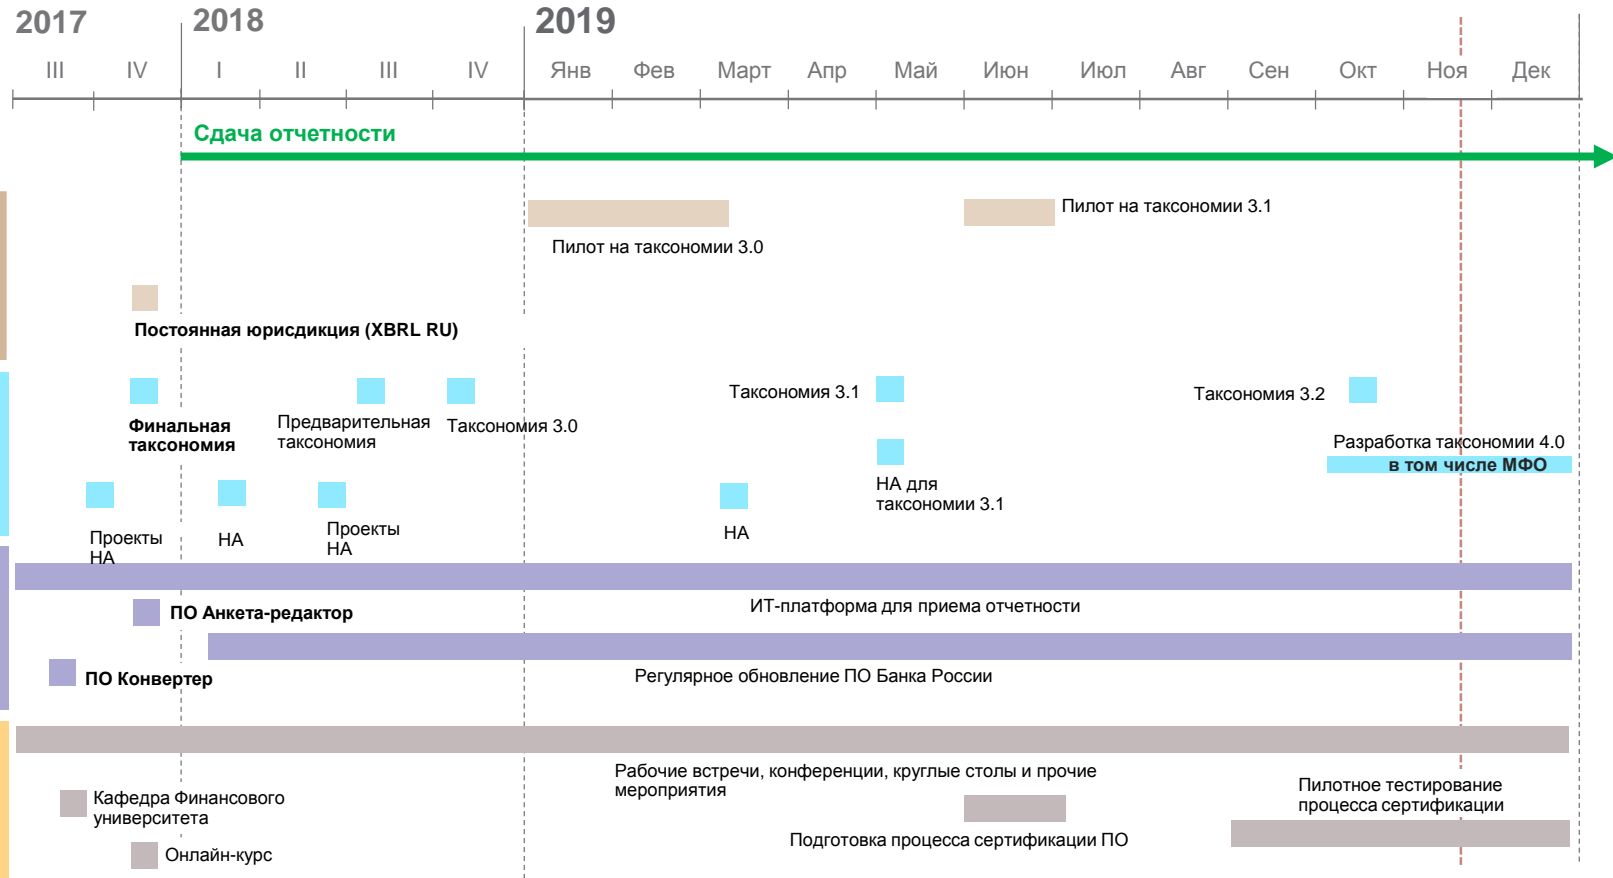 2017
2018
2019
III
IV
I
II
III
IV
Янв
Фев
Март
Апр
Май
Июн
Июл
Авг
Сен
Окт
Ноя
Дек
Сдача отчетности
Пилот на таксономии 3.1
Пилот на таксономии 3.0
Постоянная юрисдикция (XBRL RU)
Таксономия 3.1
Таксономия 3.2
Финальная
таксономия
Предварительная
таксономия
Таксономия 3.0
Разработка таксономии 4.0
в том числе МФО
НА для
таксономии 3.1
Проекты
НА
НА
Проекты
НА
НА
ПО Анкета-редактор
ИТ-платформа для приема отчетности
ПО Конвертер
Регулярное обновление ПО Банка России
Рабочие встречи, конференции, круглые столы и прочие
мероприятия
Пилотное тестирование
процесса сертификации
Кафедра Финансового
университета
Подготовка процесса сертификации ПО
Онлайн-курс